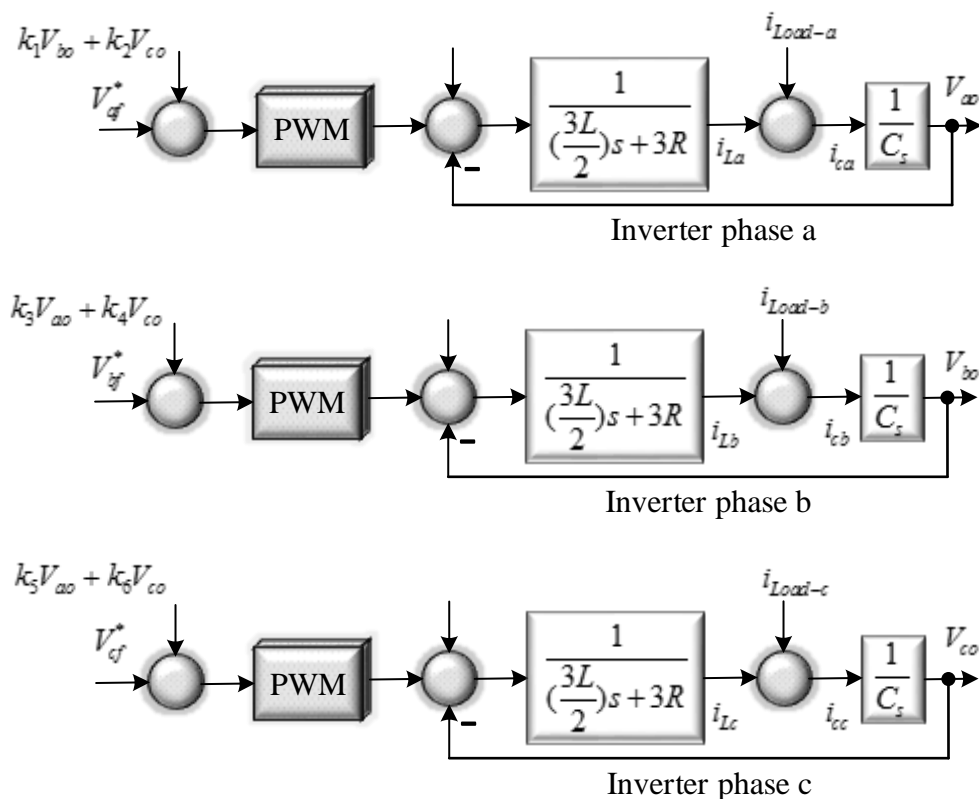 k₁V_bo + k₂V_co
V*_af
PWM
1
(3L/2)s + 3R
i_La
i_Load-a
i_ca
1
C_s
V_ao
-
Inverter phase a
k₃V_ao + k₄V_co
V*_bf
PWM
1
(3L/2)s + 3R
i_Lb
i_Load-b
i_cb
1
C_s
V_bo
-
Inverter phase b
k₅V_ao + k₆V_co
V*_cf
PWM
1
(3L/2)s + 3R
i_Lc
i_Load-c
i_cc
1
C_s
V_co
-
Inverter phase c